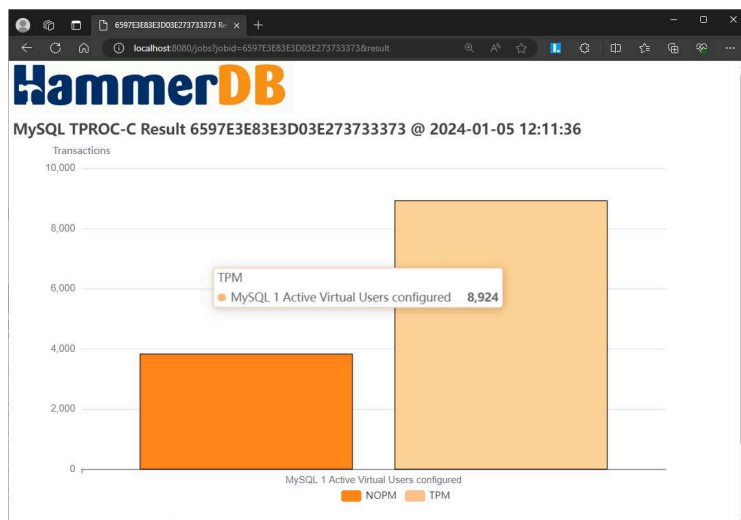 6597E3E83E3D03E273733373 Re
localhost:8080/jobs?jobid=6597E3E83E3D03E273733373&result
HammerDB
MySQL TPROC-C Result 6597E3E83E3D03E273733373 @ 2024-01-05 12:11:36
Transactions
10,000
8,000
TPM
MySQL 1 Active Virtual Users configured 8,924
6,000
4,000
2,000
0
MySQL 1 Active Virtual Users configured
NOPM TPM